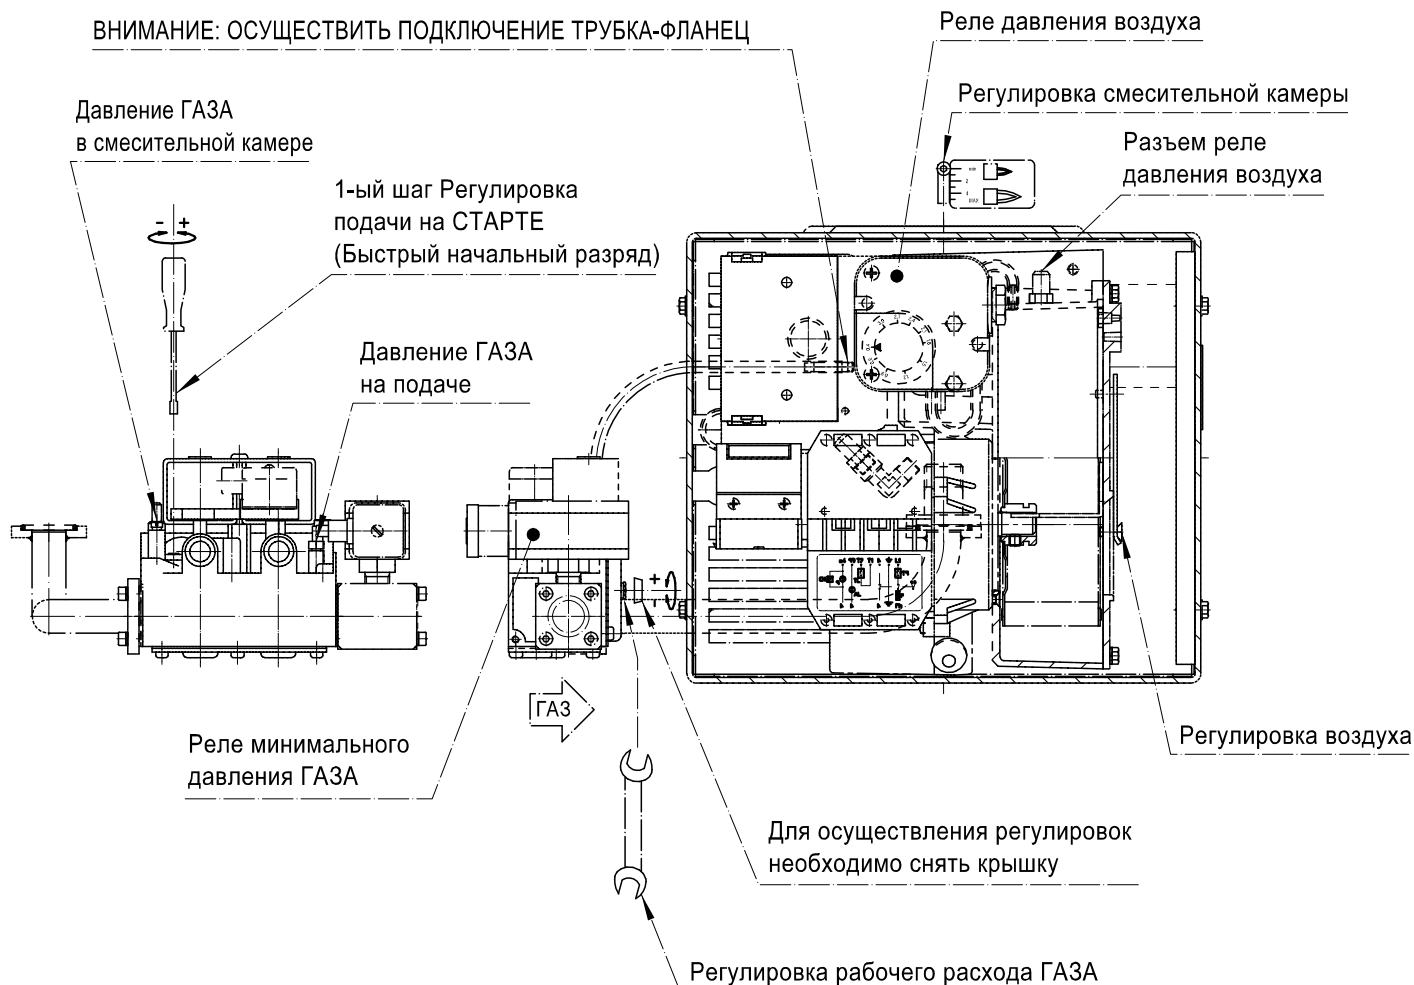 ВНИМАНИЕ: ОСУЩЕСТВИТЬ ПОДКЛЮЧЕНИЕ ТРУБКА-ФЛАНЕЦ
Реле давления воздуха
Регулировка смесительной камеры
Разъем реле
давления воздуха
Давление ГАЗА
в смесительной камере
1-ый шаг Регулировка
подачи на СТАРТЕ
(Быстрый начальный разряд)
- +
Давление ГАЗА
на подаче
MAX
+
-
ГАЗ
Реле минимального
давления ГАЗА
Регулировка воздуха
Для осуществления регулировок
необходимо снять крышку
Регулировка рабочего расхода ГАЗА